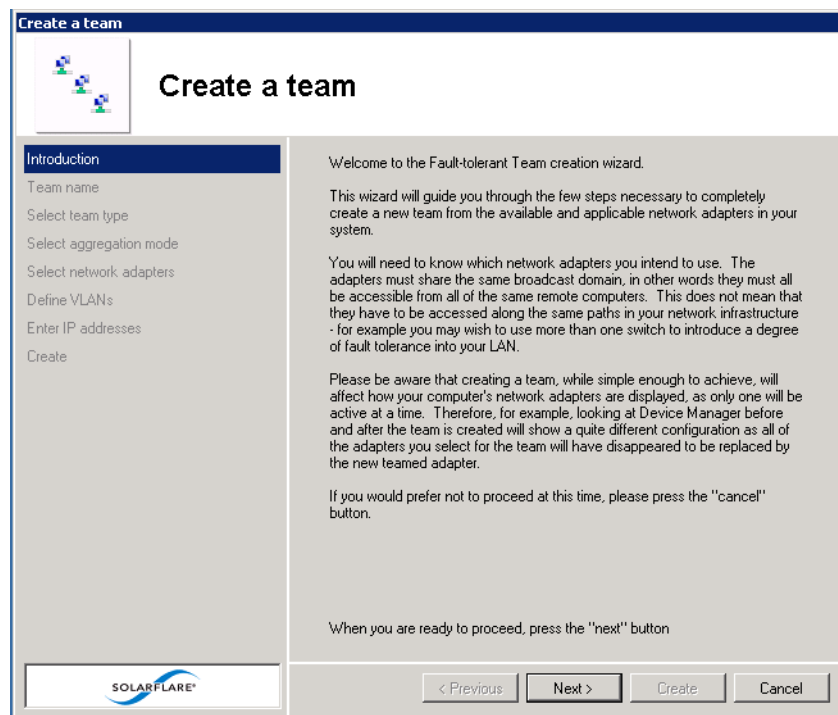 Create a team
Create a team
Introduction
Team name
Select team type
Select aggregation mode
Select network adapters
Define VLANs
Enter IP addresses
Create
Welcome to the Fault-tolerant Team creation wizard.
This wizard will guide you through the few steps necessary to completely
create a new team from the available and applicable network adapters in your
system.
You will need to know which network adapters you intend to use. The
adapters must share the same broadcast domain, in other words they must all
be accessible from all of the same remote computers. This does not mean that
they have to be accessed along the same paths in your network infrastructure
- for example you may wish to use more than one switch to introduce a degree
of fault tolerance into your LAN.
Please be aware that creating a team, while simple enough to achieve, will
affect how your computer's network adapters are displayed, as only one will be
active at a time. Therefore, for example, looking at Device Manager before
and after the team is created will show a quite different configuration as all of
the adapters you select for the team will have disappeared to be replaced by
the new teamed adapter.
If you would prefer not to proceed at this time, please press the "cancel"
button.
When you are ready to proceed, press the "next" button
SOLARFLARE®
< Previous
Next >
Create
Cancel